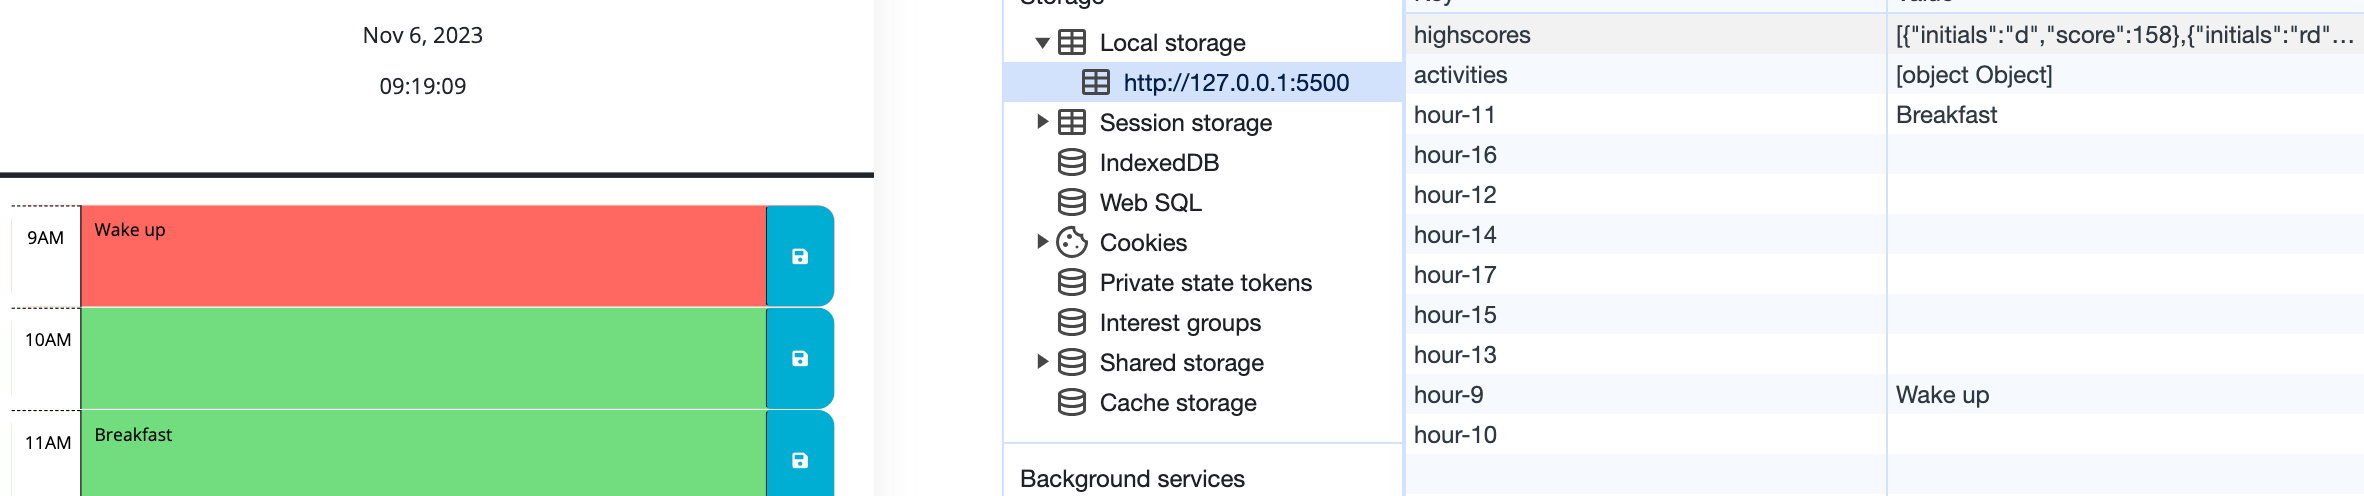 Nov 6, 2023
09:19:09
9AM Wake up
10AM
11AM Breakfast
Storage
Local storage
http://127.0.0.1:5500
Session storage
IndexedDB
Web SQL
Cookies
Private state tokens
Interest groups
Shared storage
Cache storage
Background services
highscores [{"initials":"d","score":158},{"initials":"rd"…
activities [object Object]
hour-11 Breakfast
hour-16
hour-12
hour-14
hour-17
hour-15
hour-13
hour-9 Wake up
hour-10